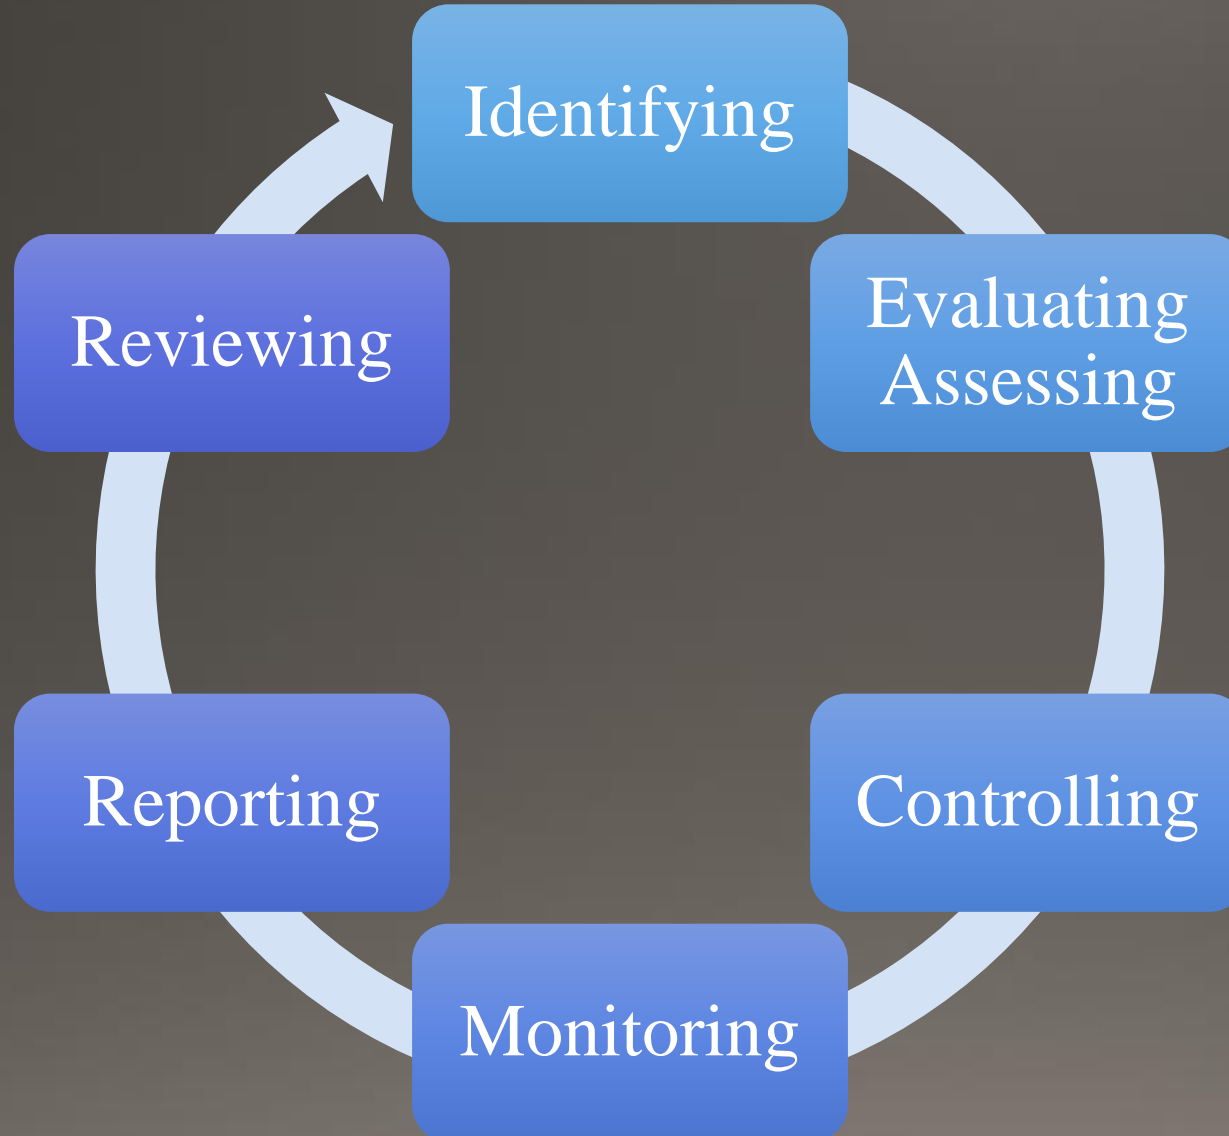 Identifying
Evaluating
Assessing
Controlling
Monitoring
Reporting
Reviewing